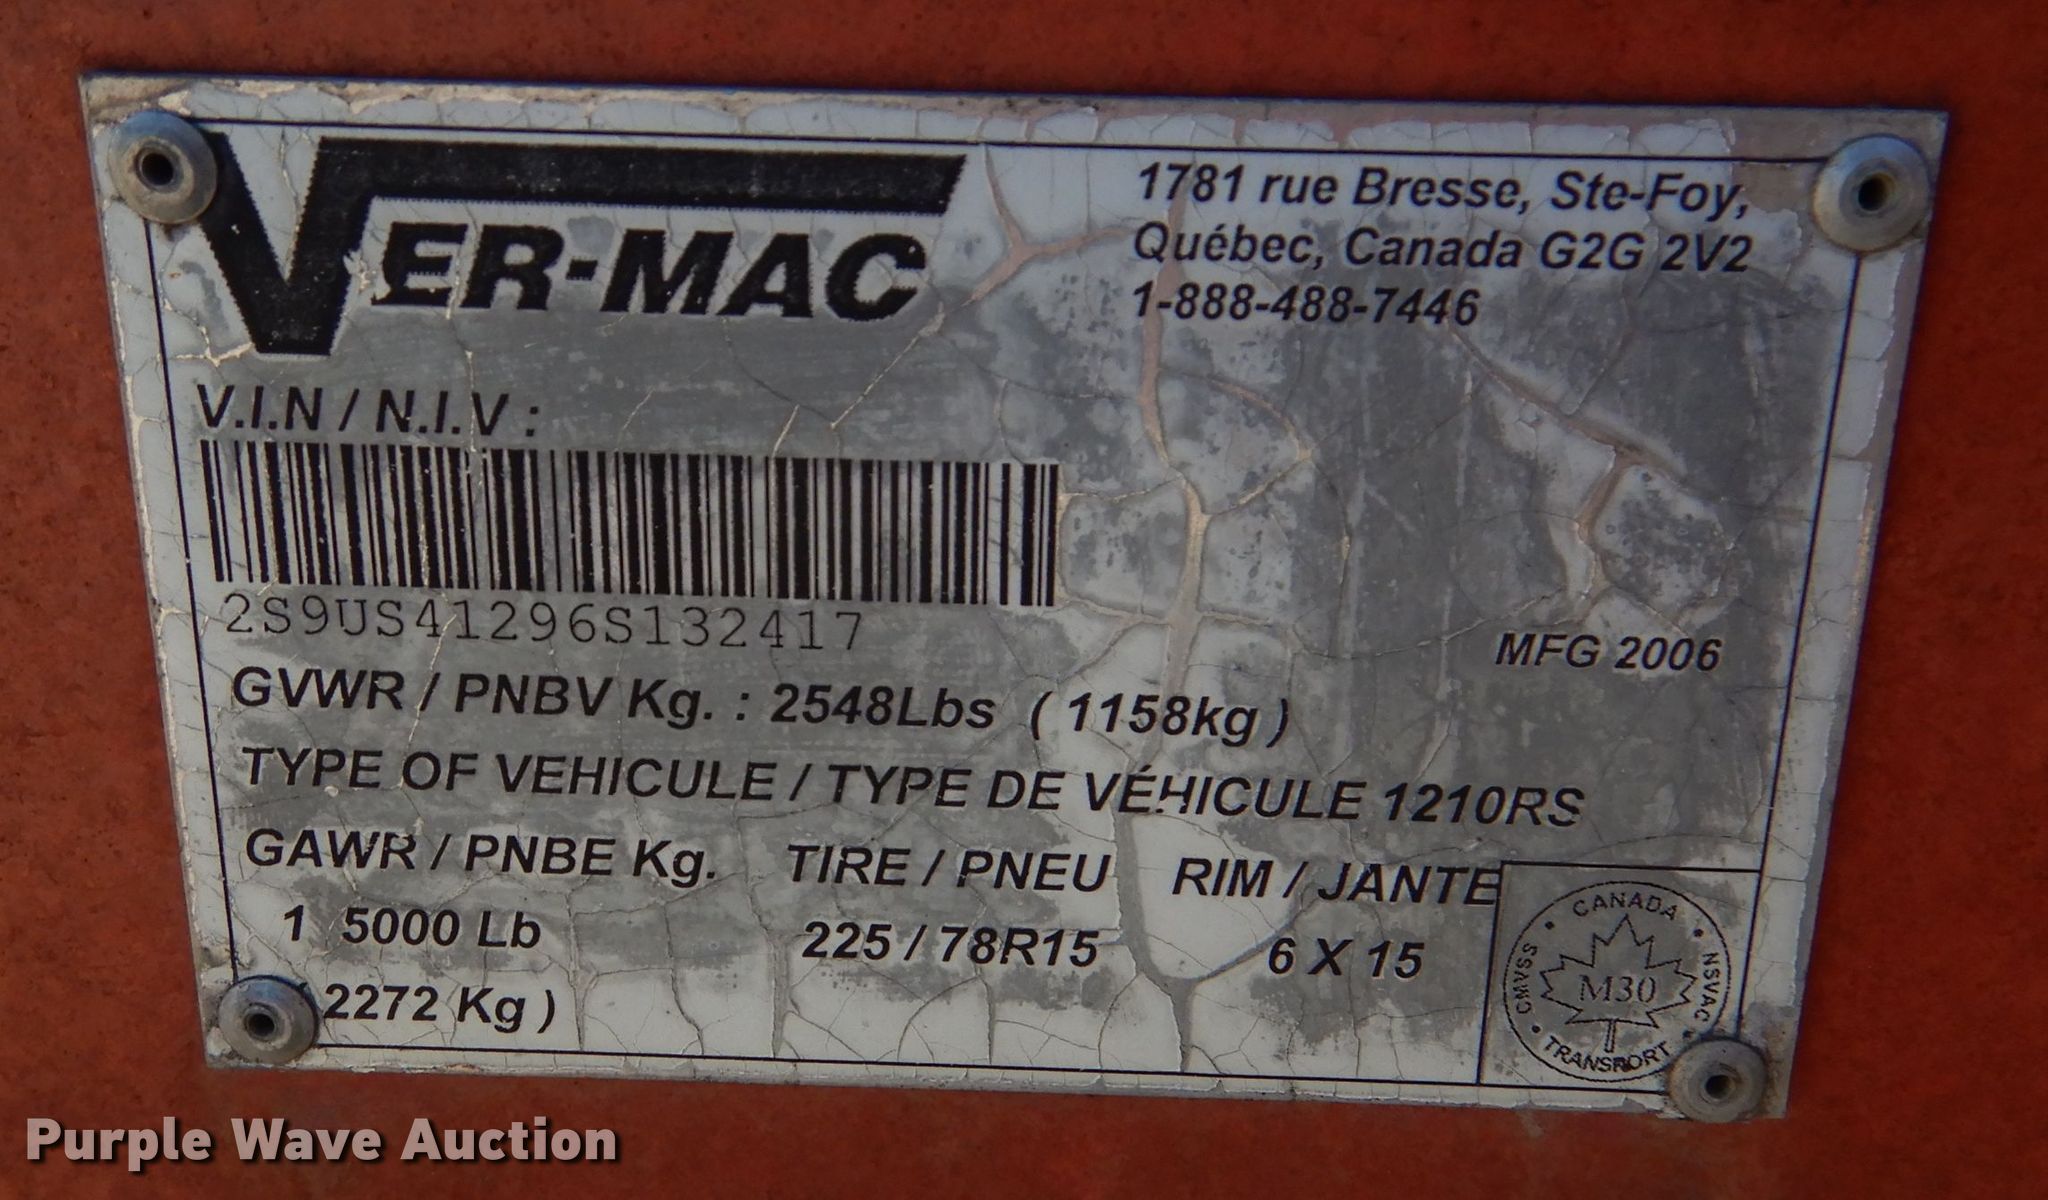 VER-MAC
1781 rue Bresse, Ste-Foy,
Québec, Canada G2G 2V2
1-888-488-7446
V.I.N / N.I.V :
2S9US41296S132417
MFG 2006
GVWR / PNBV Kg. : 2548Lbs ( 1158kg )
TYPE OF VEHICULE / TYPE DE VÉHICULE 1210RS
GAWR / PNBE Kg. TIRE / PNEU RIM / JANTE
1 5000 Lb 225 / 78R15 6 X 15
( 2272 Kg )
CANADA
CMVSS • NSVAC
M30
TRANSPORT
Purple Wave Auction